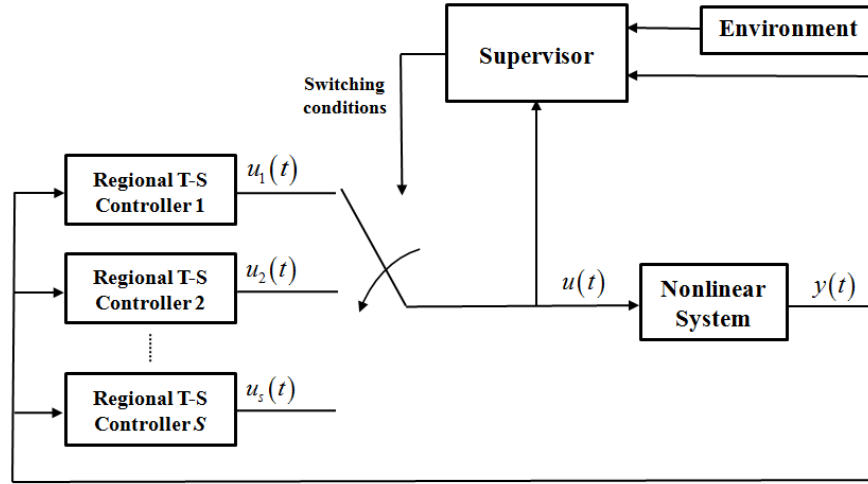 Environment
Supervisor
Switching
conditions
Regional T-S
Controller 1
u₁(t)
Regional T-S
Controller 2
u₂(t)
u(t)
Nonlinear
System
y(t)
Regional T-S
Controller S
uₛ(t)